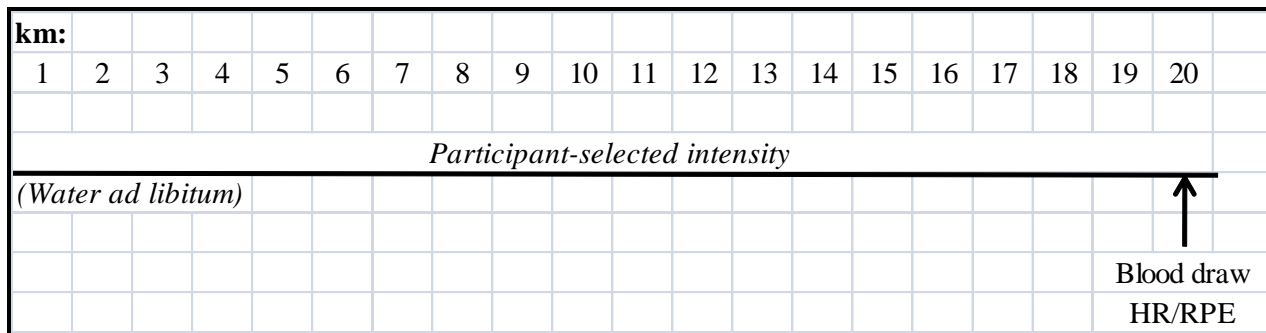 km:
1 2 3 4 5 6 7 8 9 10 11 12 13 14 15 16 17 18 19 20
Participant-selected intensity
(Water ad libitum)
Blood draw
HR/RPE